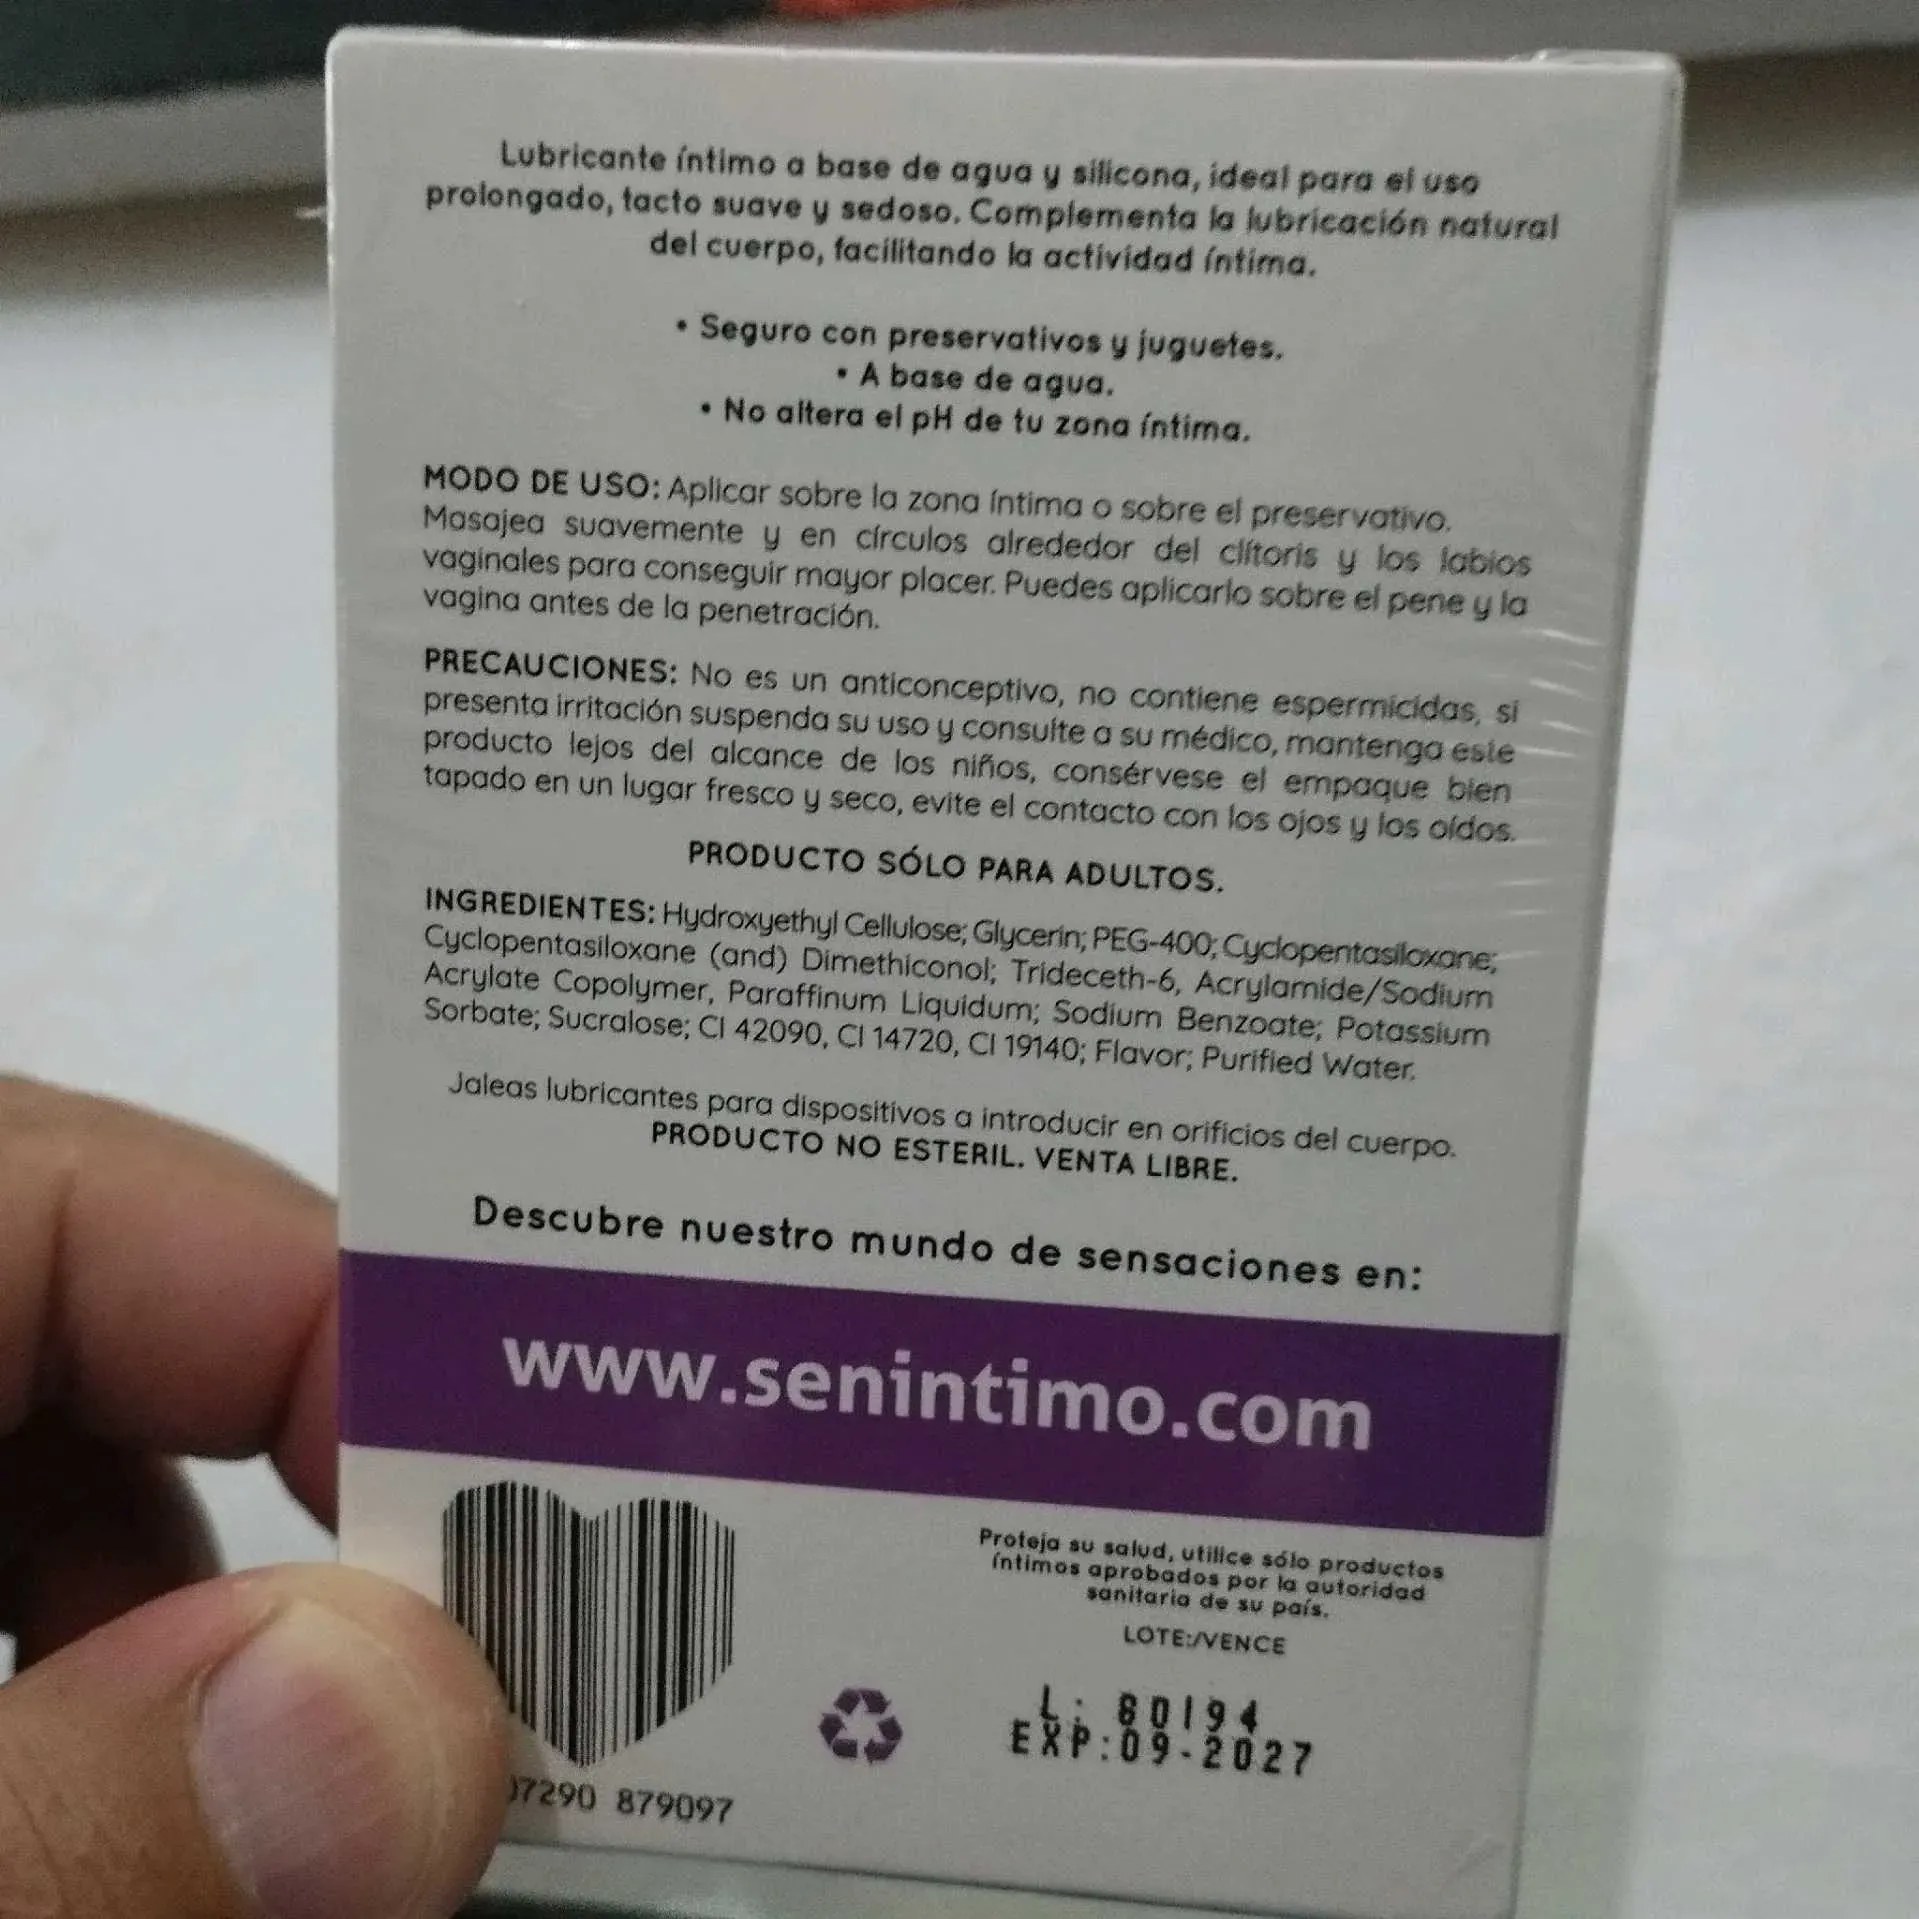 Lubricante íntimo a base de agua y silicona, ideal para el uso
prolongado, tacto suave y sedoso. Complementa la lubricación natural
del cuerpo, facilitando la actividad íntima.
• Seguro con preservativos y juguetes.
• A base de agua.
• No altera el pH de tu zona íntima.
MODO DE USO: Aplicar sobre la zona íntima o sobre el preservativo.
Masajea suavemente y en círculos alrededor del clítoris y los labios
vaginales para conseguir mayor placer. Puedes aplicarlo sobre el pene y la
vagina antes de la penetración.
PRECAUCIONES: No es un anticonceptivo, no contiene espermicidas, si
presenta irritación suspenda su uso y consulte a su médico, mantenga este
producto lejos del alcance de los niños, consérvese el empaque bien
tapado en un lugar fresco y seco, evite el contacto con los ojos y los oídos.
PRODUCTO SÓLO PARA ADULTOS.
INGREDIENTES: Hydroxyethyl Cellulose; Glycerin; PEG-400; Cyclopentasiloxane;
Cyclopentasiloxane (and) Dimethiconol; Trideceth-6, Acrylamide/Sodium
Acrylate Copolymer, Paraffinum Liquidum; Sodium Benzoate; Potassium
Sorbate; Sucralose; CI 42090, CI 14720, CI 19140; Flavor; Purified Water.
Jaleas lubricantes para dispositivos a introducir en orificios del cuerpo.
PRODUCTO NO ESTERIL. VENTA LIBRE.
Descubre nuestro mundo de sensaciones en:
www.senintimo.com
Proteja su salud, utilice sólo productos
íntimos aprobados por la autoridad
sanitaria de su país.
LOTE:/VENCE
L: 80194
EXP:09-2027
7290 879097